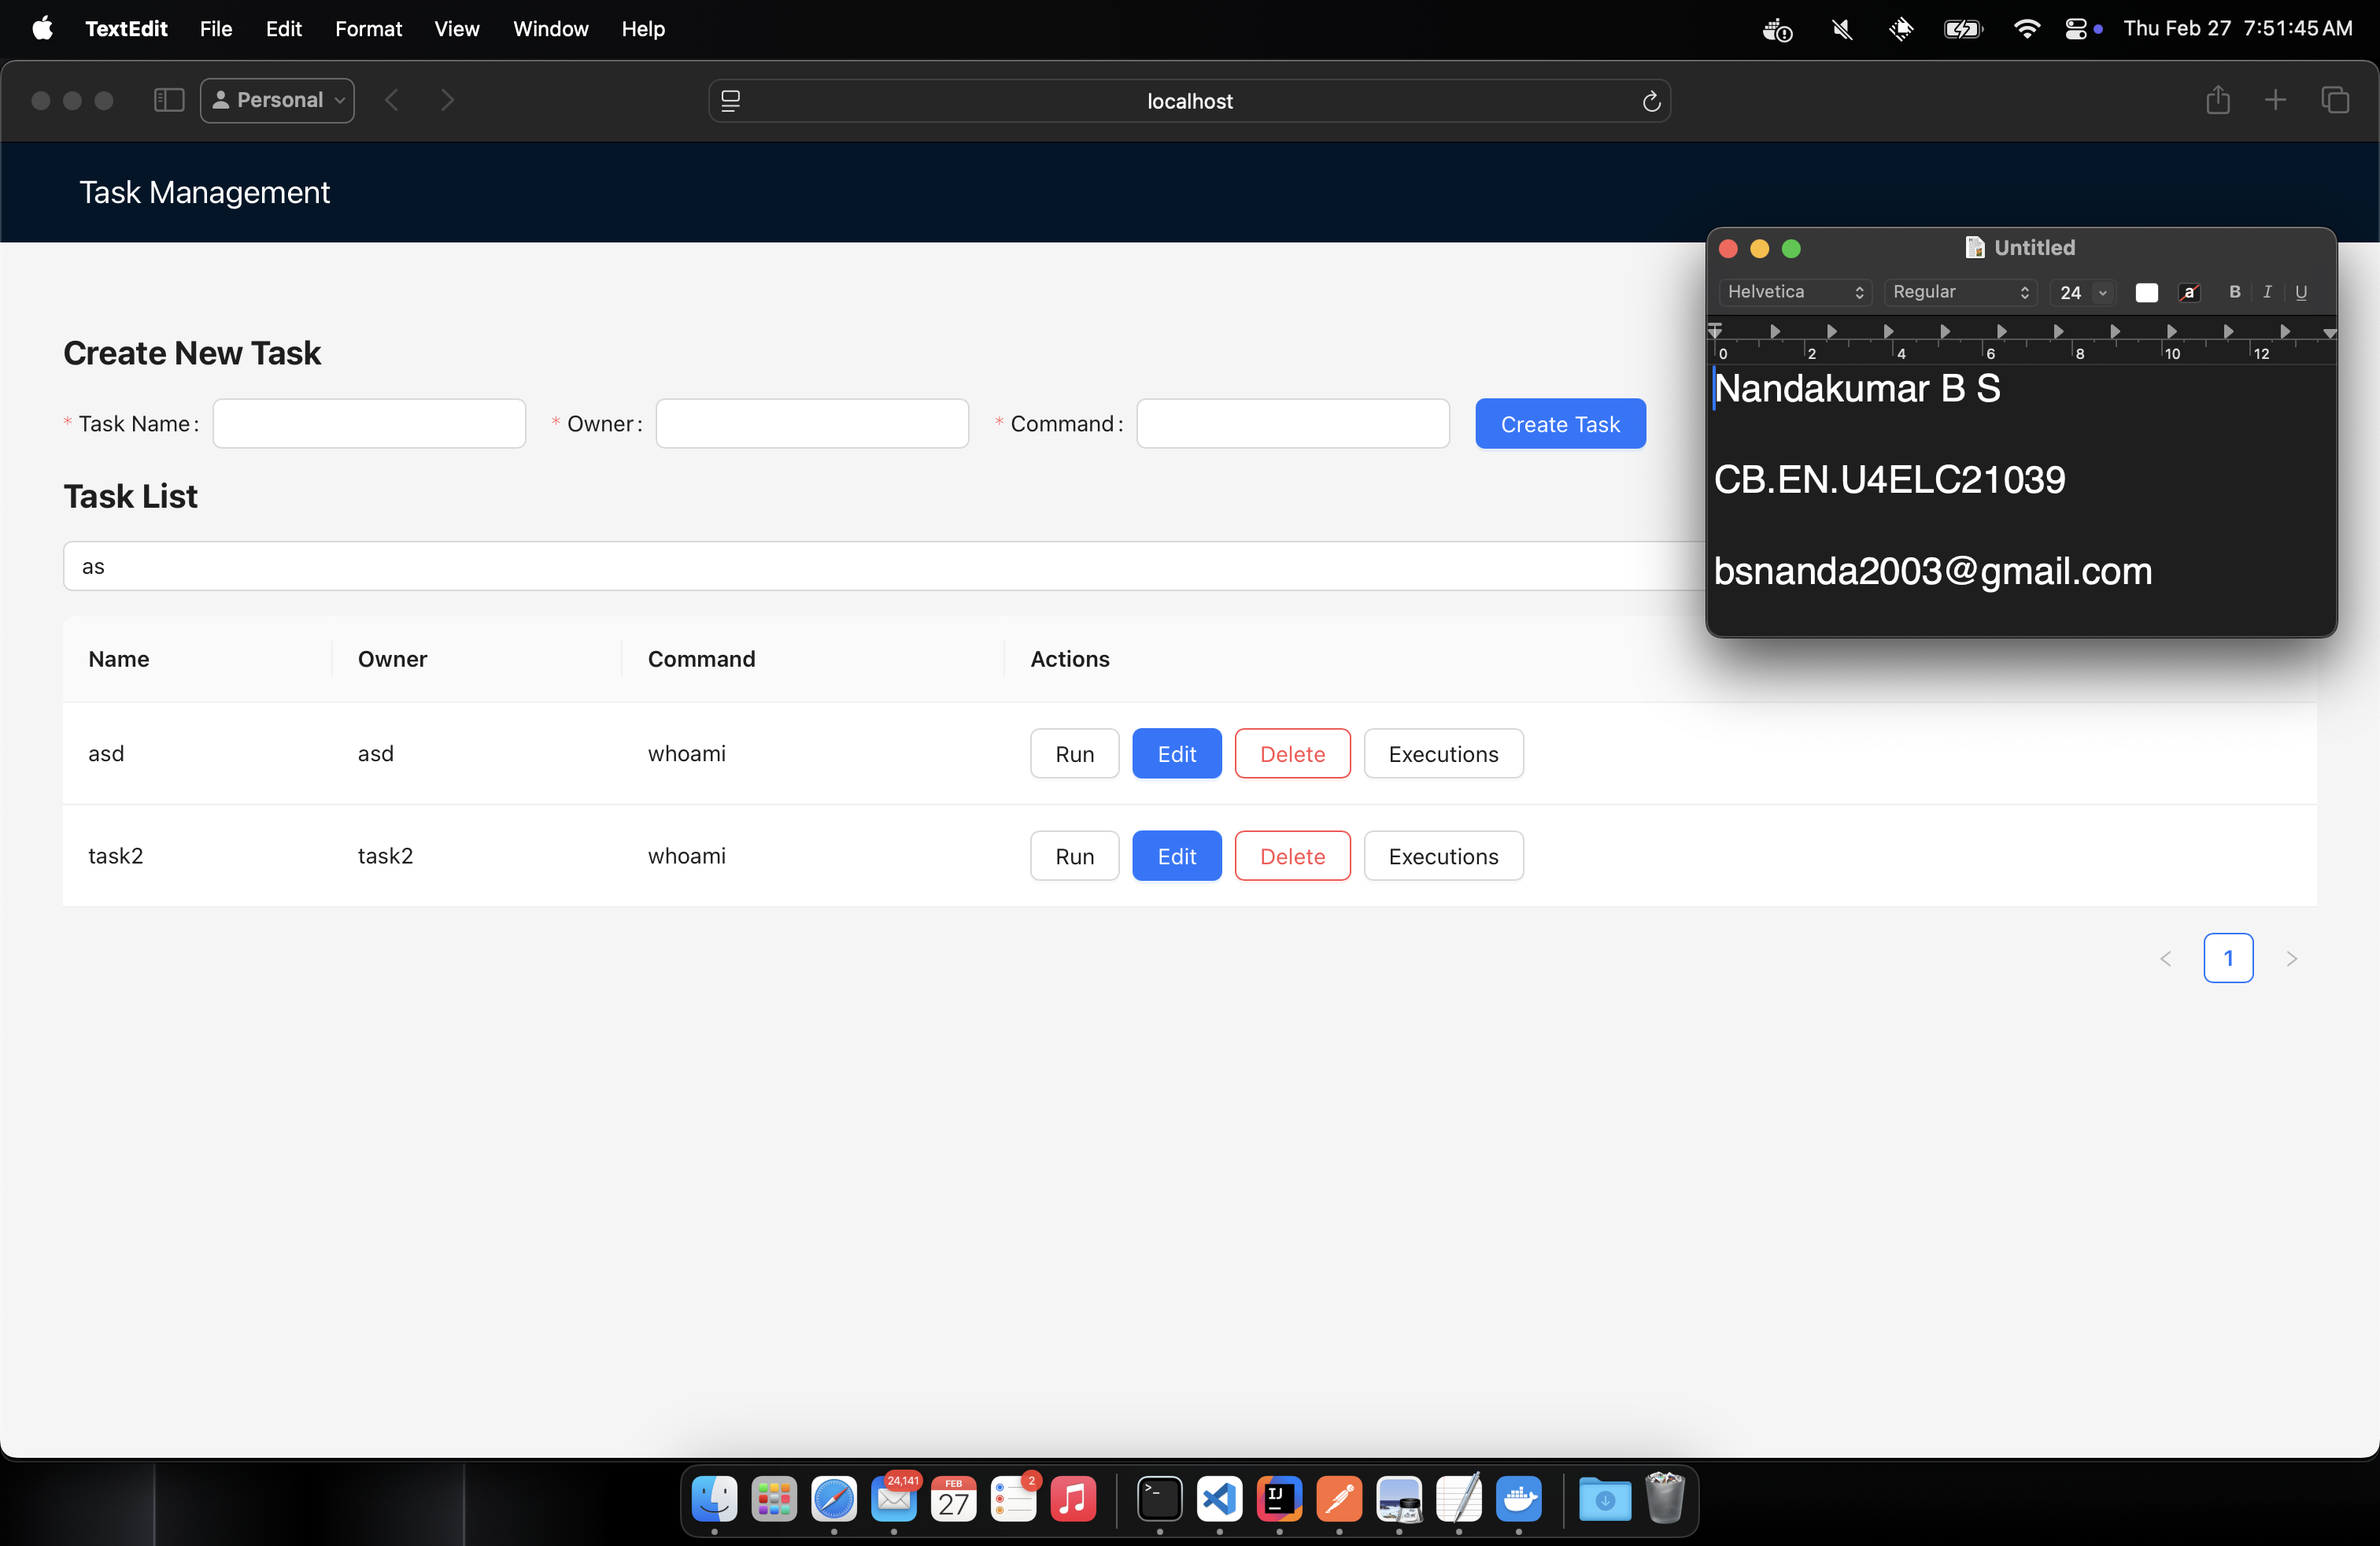 TextEdit File Edit Format View Window Help Thu Feb 27 7:51:45 AM
Personal localhost
Task Management
Untitled
Helvetica Regular 24 a B I U
0 2 4 6 8 10 12
Nandakumar B S
CB.EN.U4ELC21039
bsnanda2003@gmail.com
Create New Task
* Task Name: * Owner: * Command: Create Task
Task List
as
Name Owner Command Actions
asd asd whoami Run Edit Delete Executions
task2 task2 whoami Run Edit Delete Executions
< 1 >
24,141 FEB 2
27 IJ